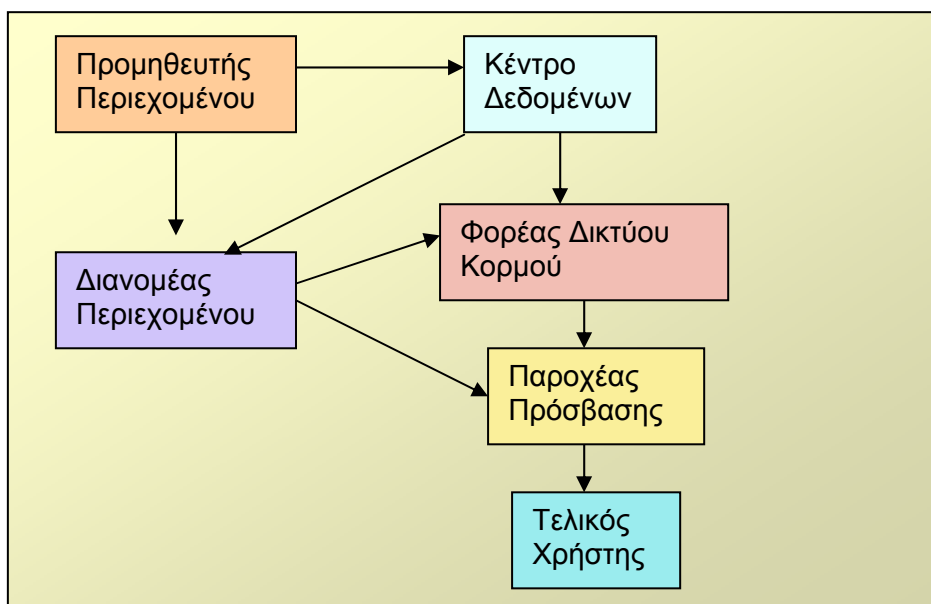 Προμηθευτής
Περιεχομένου
Κέντρο
Δεδομένων
Διανομέας
Περιεχομένου
Φορέας Δικτύου
Κορμού
Παροχέας
Πρόσβασης
Τελικός
Χρήστης